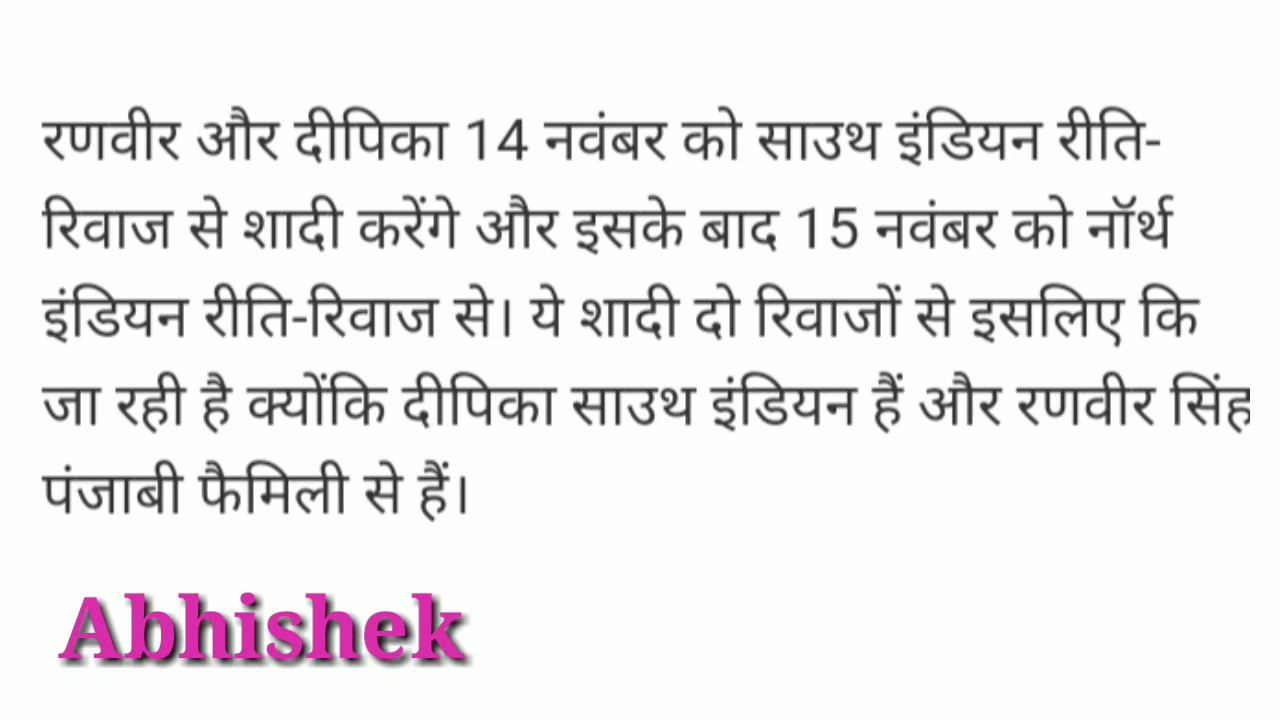 रणवीर और दीपिका 14 नवंबर को साउथ इंडियन रीति-
रिवाज से शादी करेंगे और इसके बाद 15 नवंबर को नॉर्थ
इंडियन रीति-रिवाज से। ये शादी दो रिवाजों से इसलिए कि
जा रही है क्योंकि दीपिका साउथ इंडियन हैं और रणवीर सिंह
पंजाबी फैमिली से हैं।
Abhishek